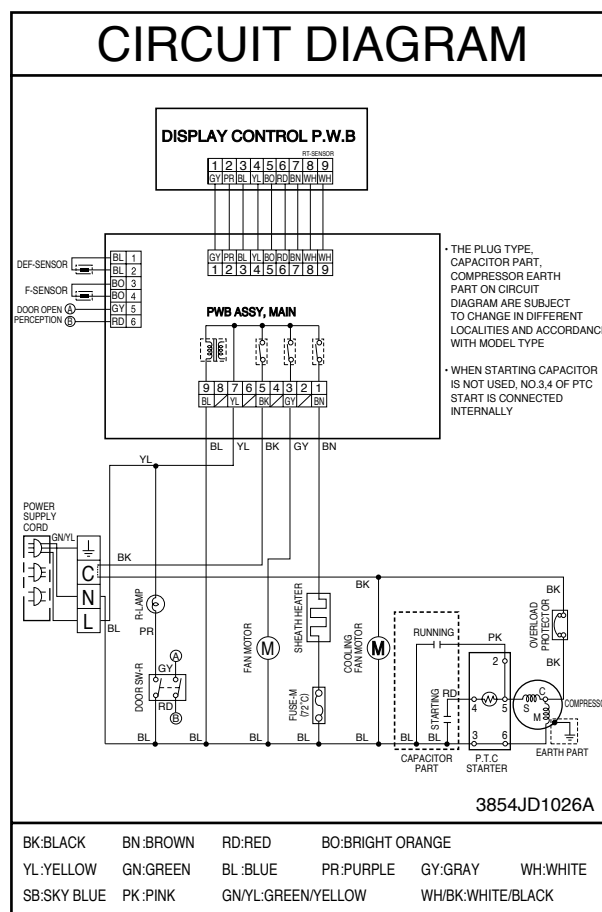 CIRCUIT DIAGRAM
DISPLAY CONTROL P.W.B
RT-SENSOR
1 2 3 4 5 6 7 8 9
GY PR BL YL BO RD BN WH WH
GY PR BL YL BO RD BN WH WH
1 2 3 4 5 6 7 8 9
DEF-SENSOR
BL 1
BL 2
F-SENSOR
BO 3
BO 4
DOOR OPEN A GY 5
PERCEPTION B RD 6
PWB ASSY, MAIN
9 8 7 6 5 4 3 2 1
BL YL BK GY BN
BL YL BK GY BN
• THE PLUG TYPE,
CAPACITOR PART,
COMPRESSOR EARTH
PART ON CIRCUIT
DIAGRAM ARE SUBJECT
TO CHANGE IN DIFFERENT
LOCALITIES AND ACCORDANCE
WITH MODEL TYPE
• WHEN STARTING CAPACITOR
IS NOT USED, NO.3,4 OF PTC
START IS CONNECTED
INTERNALLY
YL
POWER
SUPPLY
CORD
GN/YL
C
N
L
BK
BL
R-LAMP
PR
DOOR SW-R
A
GY
RD
B
FAN MOTOR
M
SHEATH HEATER
FUSE-M
(72°C)
BK
COOLING
FAN MOTOR
M
RUNNING
STARTING
RD
PK
2
4 5
3 6
BK
OVERLOAD
PROTECTOR
BK
C
S
M
COMPRESSO
BL BL BL BL BL BL BL
CAPACITOR
PART
P.T.C
STARTER
EARTH PART
3854JD1026A
BK:BLACK BN:BROWN RD:RED BO:BRIGHT ORANGE
YL:YELLOW GN:GREEN BL:BLUE PR:PURPLE GY:GRAY WH:WHITE
SB:SKY BLUE PK:PINK GN/YL:GREEN/YELLOW WH/BK:WHITE/BLACK